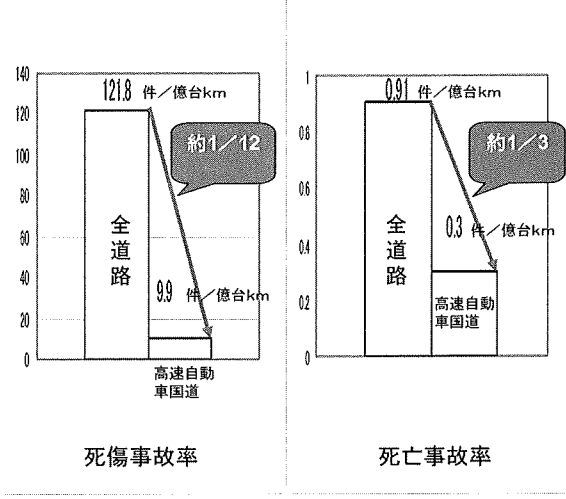 140
120
100
80
60
40
20
0
121.8 件／億台km
約1／12
全道路
9.9 件／億台km
高速自動
車国道
死傷事故率
1
0.8
0.6
0.4
0.2
0
0.91 件／億台km
約1／3
全道路
0.3 件／億台km
高速自動
車国道
死亡事故率